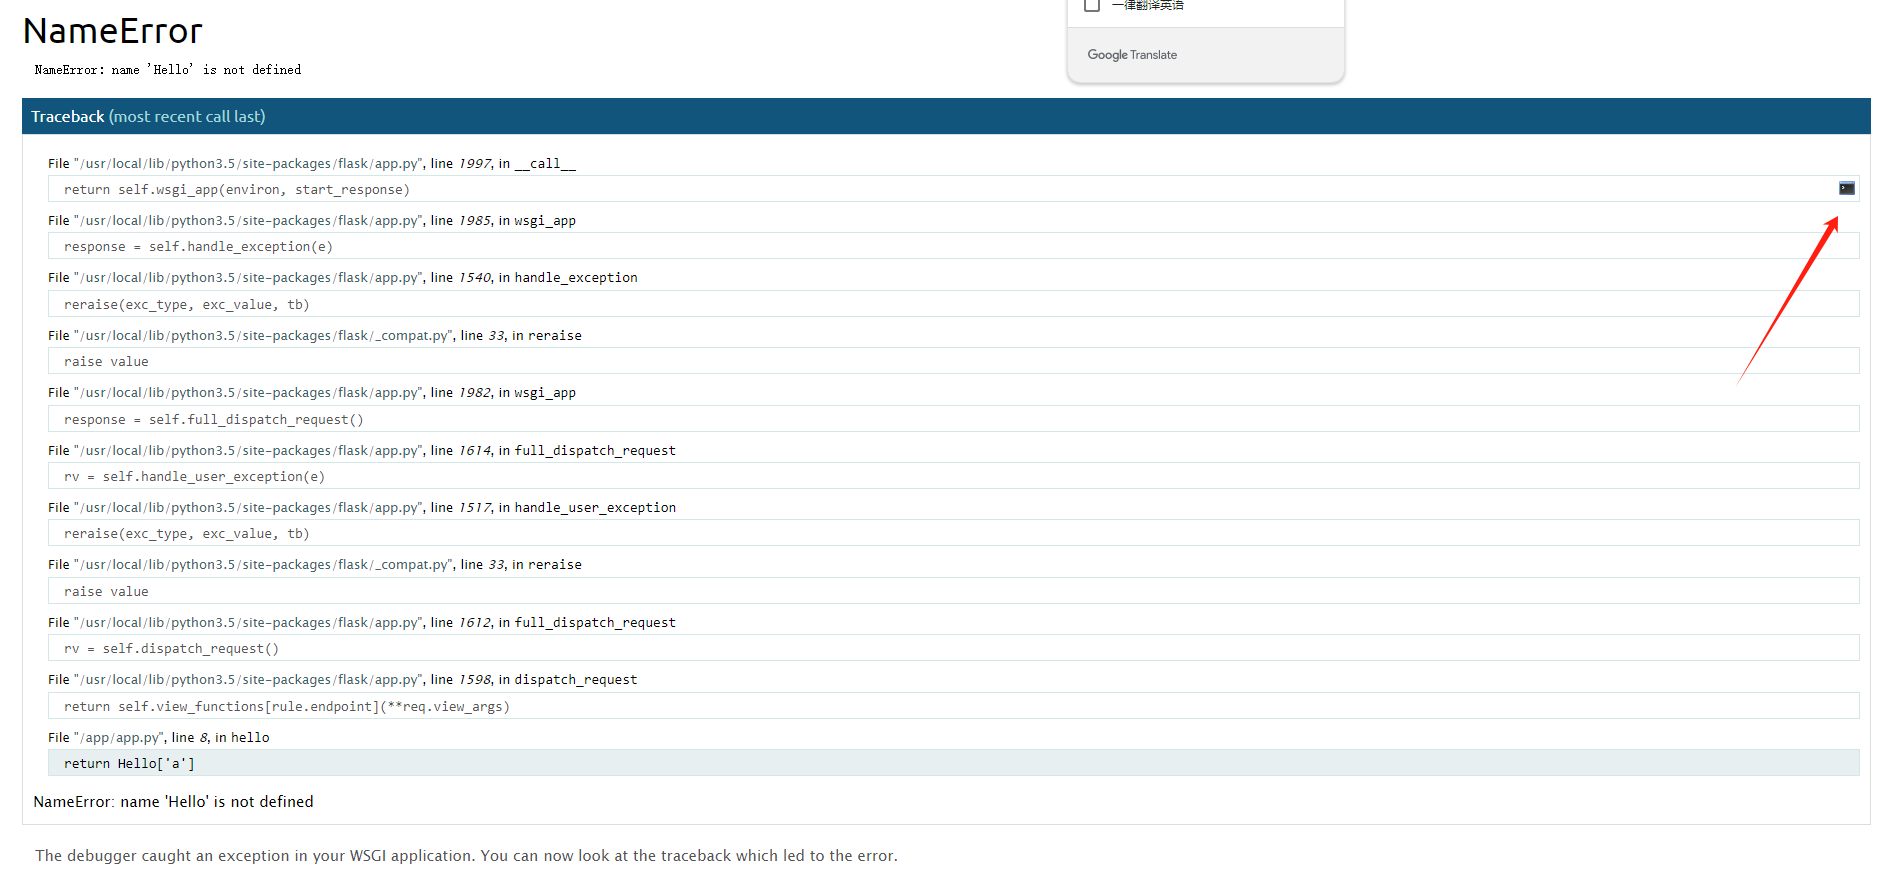 一律翻译英语
Google Translate
NameError
NameError: name 'Hello' is not defined
Traceback (most recent call last)
File "/usr/local/lib/python3.5/site-packages/flask/app.py", line 1997, in __call__
return self.wsgi_app(environ, start_response)
File "/usr/local/lib/python3.5/site-packages/flask/app.py", line 1985, in wsgi_app
response = self.handle_exception(e)
File "/usr/local/lib/python3.5/site-packages/flask/app.py", line 1540, in handle_exception
reraise(exc_type, exc_value, tb)
File "/usr/local/lib/python3.5/site-packages/flask/_compat.py", line 33, in reraise
raise value
File "/usr/local/lib/python3.5/site-packages/flask/app.py", line 1982, in wsgi_app
response = self.full_dispatch_request()
File "/usr/local/lib/python3.5/site-packages/flask/app.py", line 1614, in full_dispatch_request
rv = self.handle_user_exception(e)
File "/usr/local/lib/python3.5/site-packages/flask/app.py", line 1517, in handle_user_exception
reraise(exc_type, exc_value, tb)
File "/usr/local/lib/python3.5/site-packages/flask/_compat.py", line 33, in reraise
raise value
File "/usr/local/lib/python3.5/site-packages/flask/app.py", line 1612, in full_dispatch_request
rv = self.dispatch_request()
File "/usr/local/lib/python3.5/site-packages/flask/app.py", line 1598, in dispatch_request
return self.view_functions[rule.endpoint](**req.view_args)
File "/app/app.py", line 8, in hello
return Hello['a']
NameError: name 'Hello' is not defined
The debugger caught an exception in your WSGI application. You can now look at the traceback which led to the error.